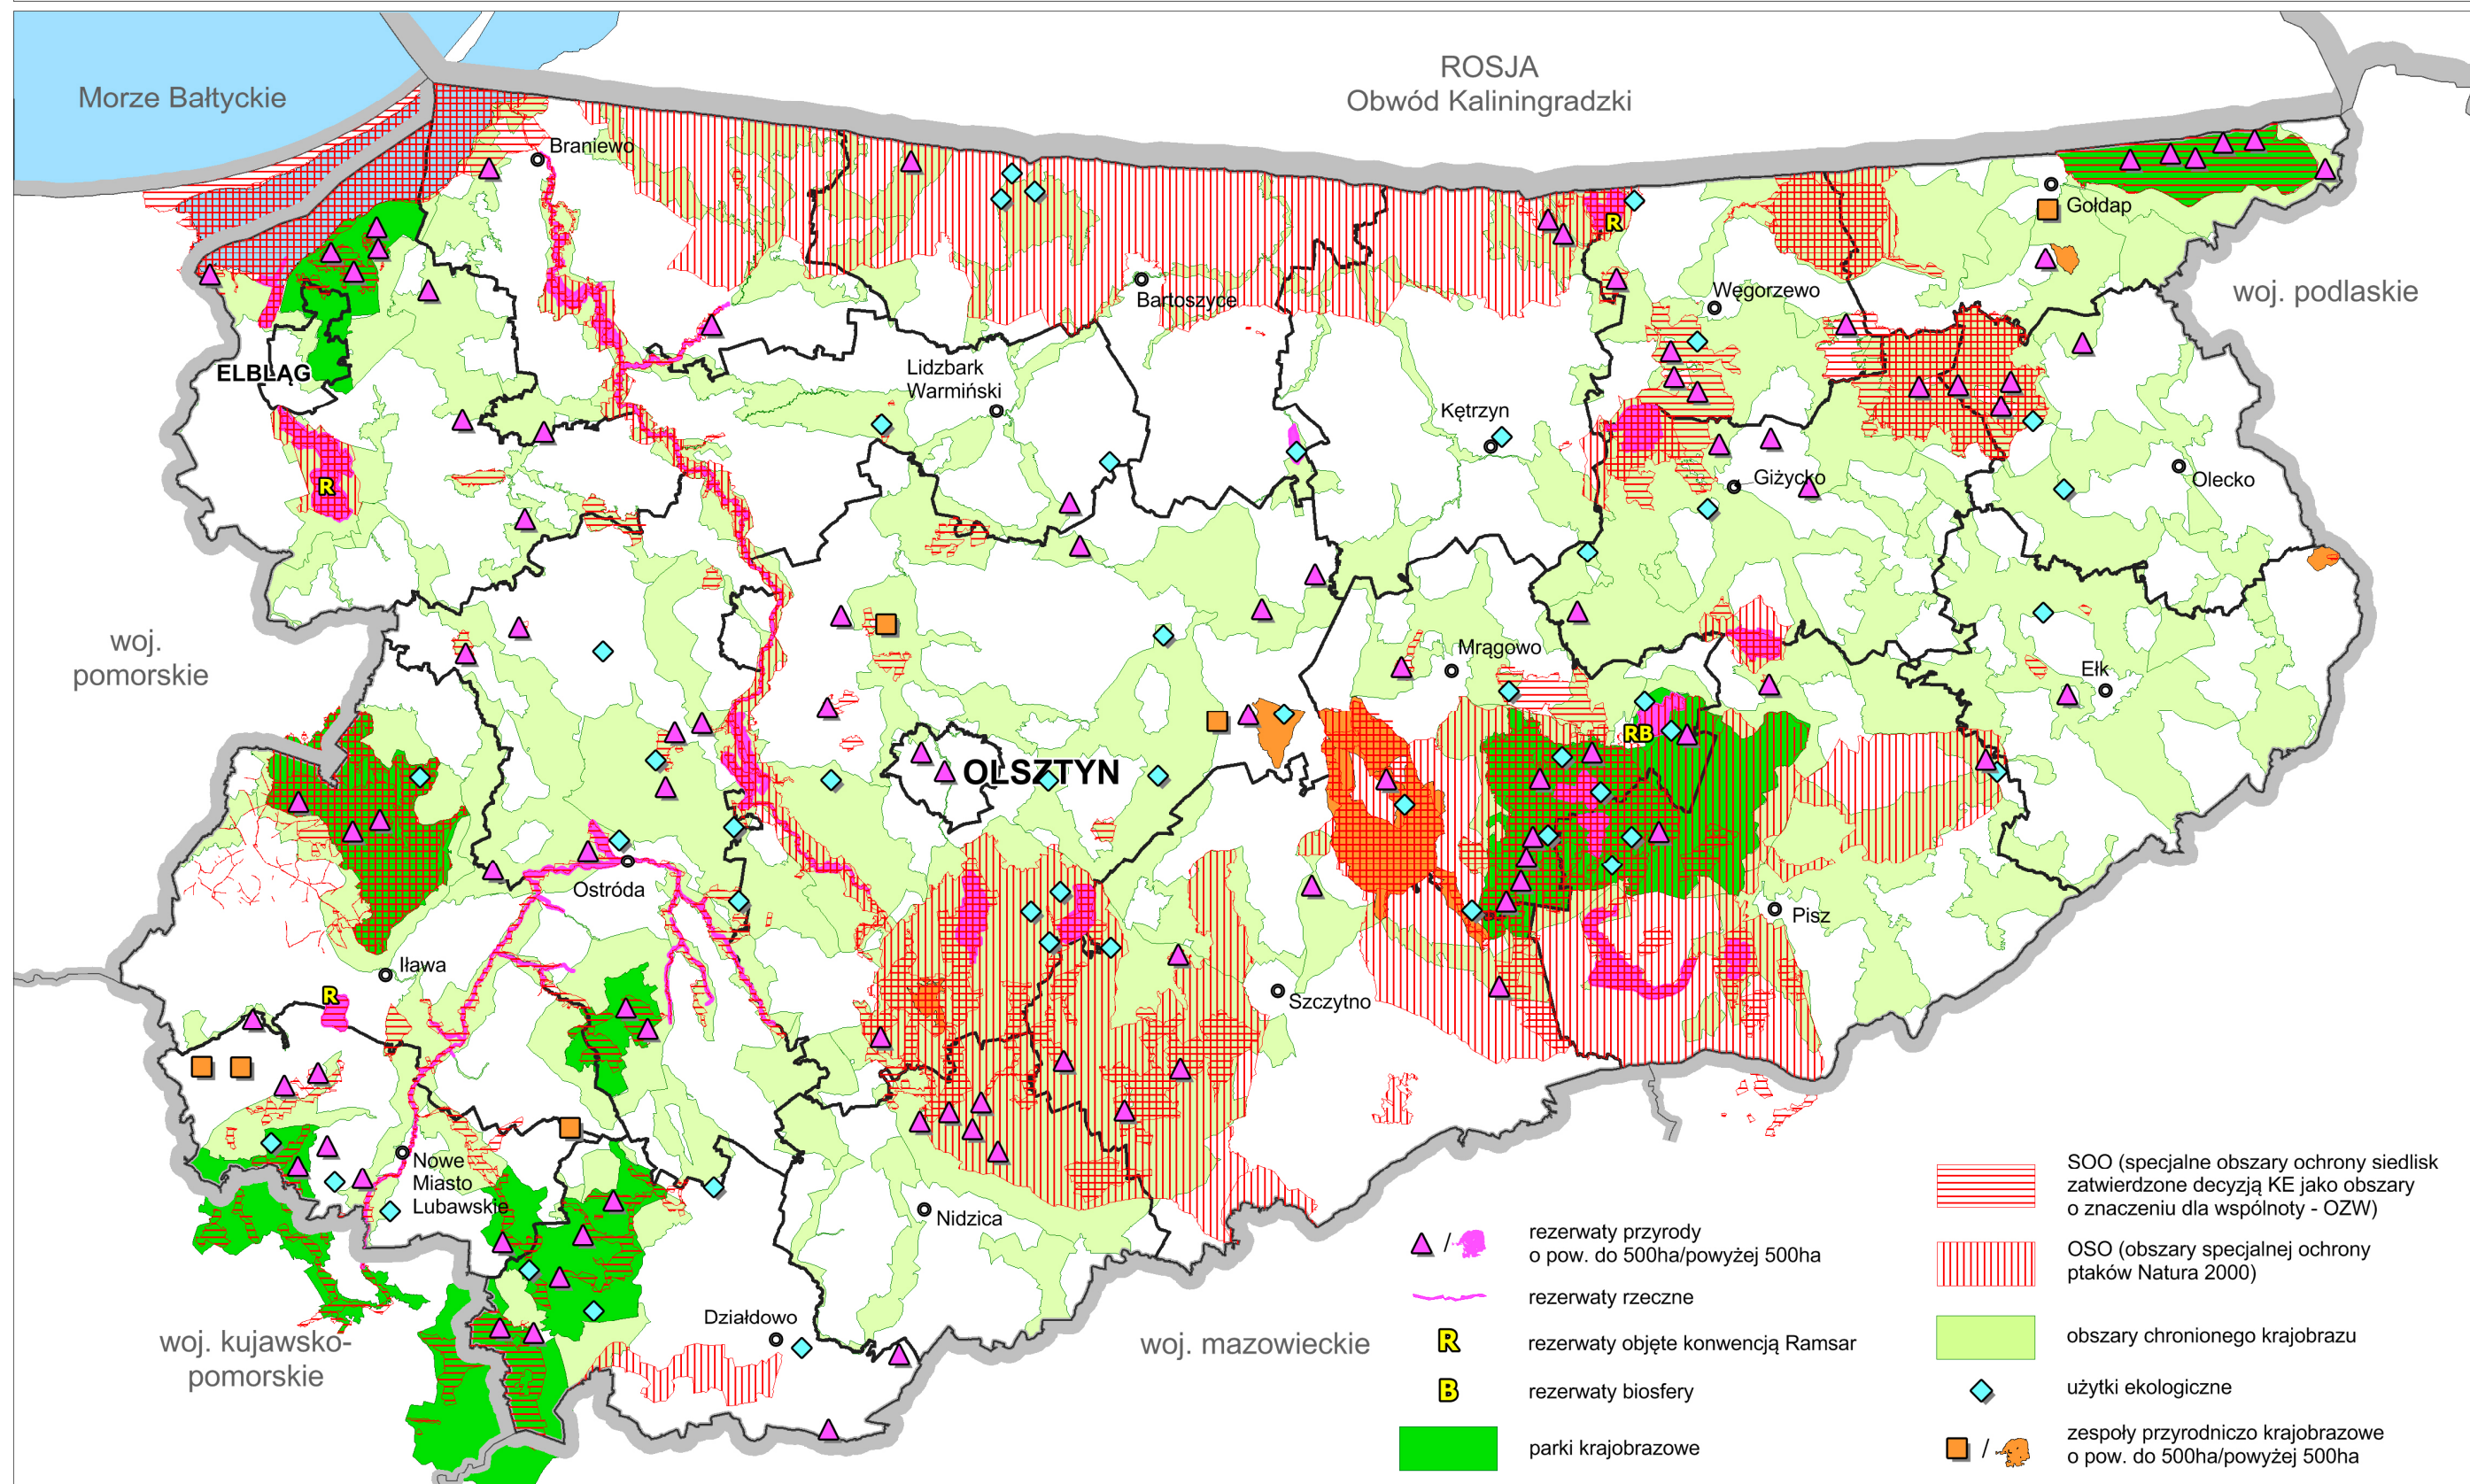 Morze Bałtyckie
ROSJA
Obwód Kaliningradzki
Braniewo
Gołdap
Bartoszyce
Węgorzewo
woj. podlaskie
ELBLĄG
Lidzbark
Warmiński
Kętrzyn
R
R
Giżycko
Olecko
woj.
pomorskie
Mrągowo
Ełk
RB
OLSZTYN
Ostróda
Pisz
Iława
R
Szczytno
Nowe
Miasto
Lubawskie
Nidzica
Działdowo
woj. kujawsko-
pomorskie
woj. mazowieckie
/
rezerwaty przyrody
o pow. do 500ha/powyżej 500ha
rezerwaty rzeczne
R
rezerwaty objęte konwencją Ramsar
B
rezerwaty biosfery
parki krajobrazowe
SOO (specjalne obszary ochrony siedlisk
zatwierdzone decyzją KE jako obszary
o znaczeniu dla wspólnoty - OZW)
OSO (obszary specjalnej ochrony
ptaków Natura 2000)
obszary chronionego krajobrazu
użytki ekologiczne
/
zespoły przyrodniczo krajobrazowe
o pow. do 500ha/powyżej 500ha